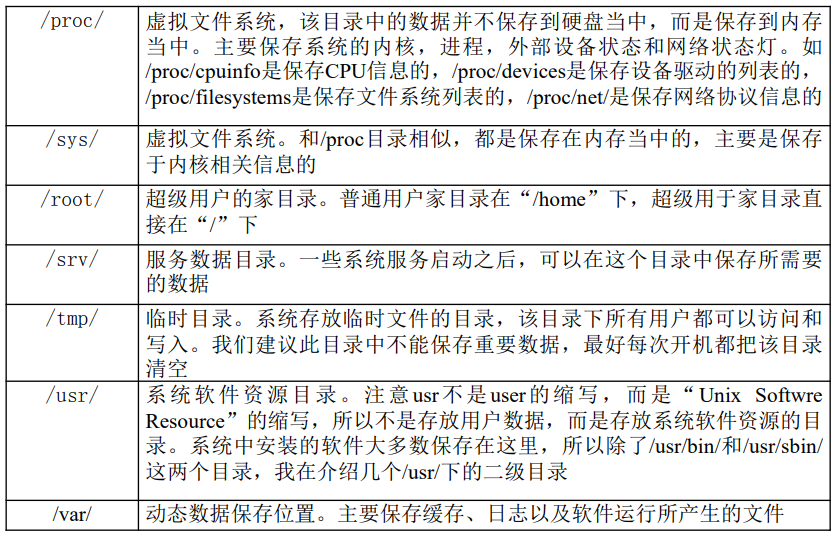 /proc/ 虚拟文件系统，该目录中的数据并不保存到硬盘当中，而是保存到内存
当中。主要保存系统的内核，进程，外部设备状态和网络状态灯。如
/proc/cpuinfo是保存CPU信息的，/proc/devices是保存设备驱动的列表的，
/proc/filesystems是保存文件系统列表的，/proc/net/是保存网络协议信息的
/sys/ 虚拟文件系统。和/proc目录相似，都是保存在内存当中的，主要是保存
于内核相关信息的
/root/ 超级用户的家目录。普通用户家目录在“/home”下，超级用于家目录直
接在“/”下
/srv/ 服务数据目录。一些系统服务启动之后，可以在这个目录中保存所需要
的数据
/tmp/ 临时目录。系统存放临时文件的目录，该目录下所有用户都可以访问和
写入。我们建议此目录中不能保存重要数据，最好每次开机都把该目录
清空
/usr/ 系统软件资源目录。注意usr不是user的缩写，而是“Unix Softwre
Resource”的缩写，所以不是存放用户数据，而是存放系统软件资源的目
录。系统中安装的软件大多数保存在这里，所以除了/usr/bin/和/usr/sbin/
这两个目录，我在介绍几个/usr/下的二级目录
/var/ 动态数据保存位置。主要保存缓存、日志以及软件运行所产生的文件